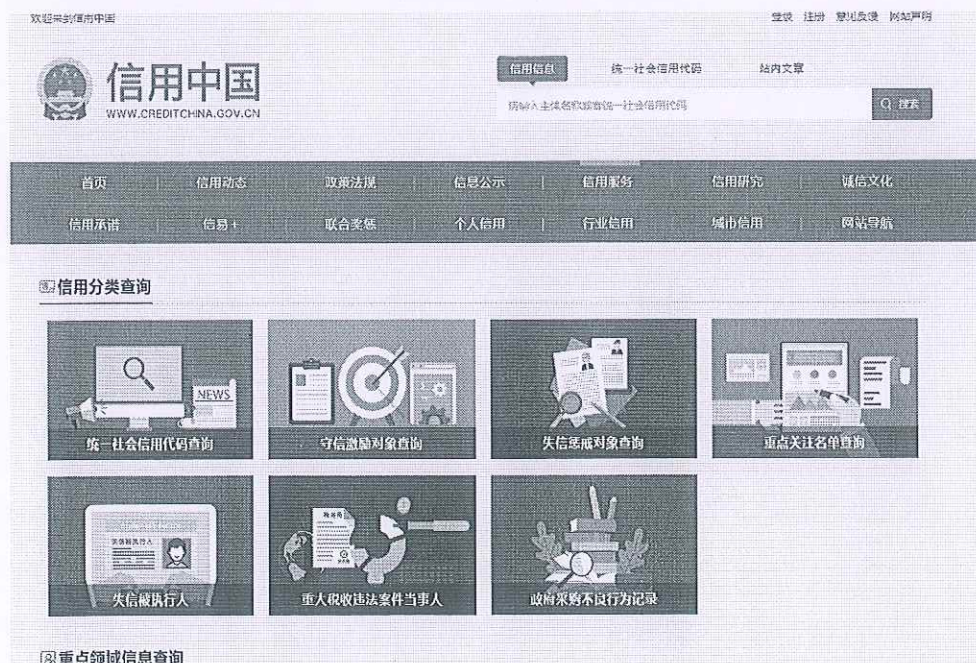 欢迎来到信用中国
登录 注册 意见反馈 网站声明
信用中国
WWW.CREDITCHINA.GOV.CN
信用信息 统一社会信用代码 站内文章
请输入主体名称或者统一社会信用代码 搜索
首页 信用动态 政策法规 信息公示 信用服务 信用研究 诚信文化
信用承诺 信易+ 联合奖惩 个人信用 行业信用 城市信用 网站导航
信用分类查询
NEWS
统一社会信用代码查询 守信激励对象查询 失信惩戒对象查询 重点关注名单查询
失信被执行人
税务局
失信被执行人 重大税收违法案件当事人 政府采购不良行为记录
重点领域信息查询